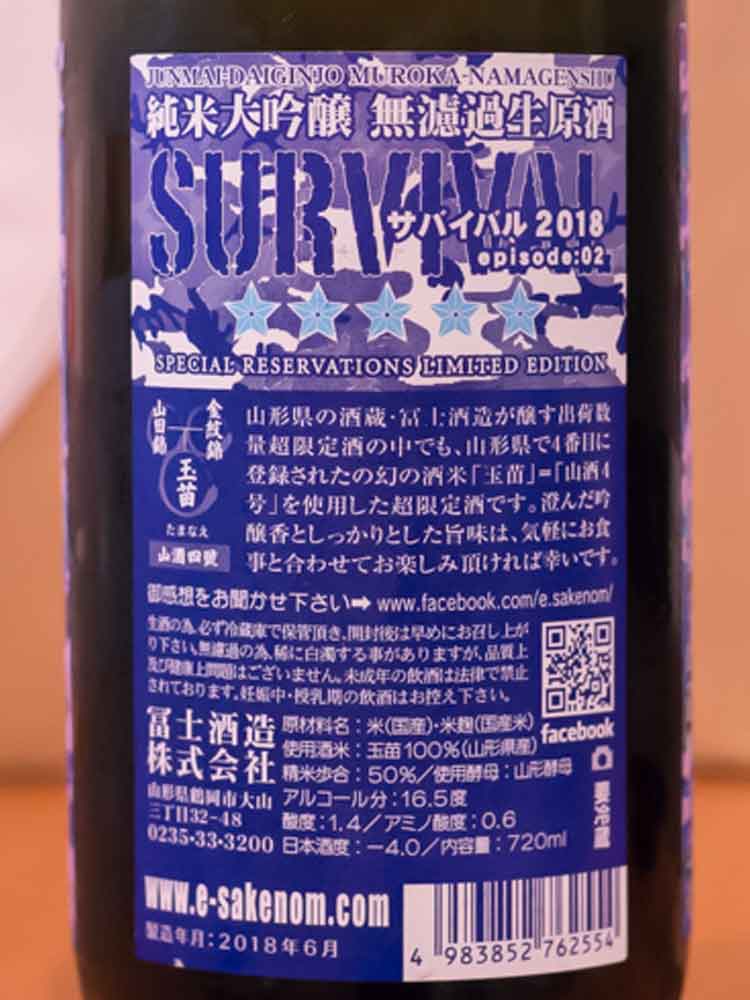 JUNMAI-DAIGINJO MUROKA-NAMAGENSHU
純米大吟醸 無濾過生原酒
SURVIVAL
サバイバル 2018
episode:02
SPECIAL RESERVATIONS LIMITED EDITION
金紋錦
山田錦
玉苗
たまなえ
山酒四號
山形県の酒蔵・冨士酒造が醸す出荷数
量超限定酒の中でも、山形県で4番目に
登録されたの幻の酒米「玉苗」=「山酒4
号」を使用した超限定酒です。澄んだ吟
醸香としっかりとした旨味は、気軽にお食
事と合わせてお楽しみ頂ければ幸いです。
御感想をお聞かせ下さい➡ www.facebook.com/e.sakenom/
生酒の為、必ず冷蔵庫で保管頂き、開封後は早めにお召し上が
り下さい。無濾過の為、稀に白濁する事がありますが、品質上
及び健康上問題はございません。未成年の飲酒は法律で禁止
されております。妊娠中・授乳期の飲酒はお控え下さい。
facebook
冨士酒造
株式会社
山形県鶴岡市大山
三丁目32-48
0235-33-3200
原材料名:米(国産)・米麹(国産米)
使用酒米:玉苗100%(山形県産)
精米歩合:50%/使用酵母:山形酵母
アルコール分:16.5度
酸度:1.4/アミノ酸度:0.6
日本酒度:-4.0/内容量:720ml
www.e-sakenom.com
製造年月:2018年6月
4 983852 762554